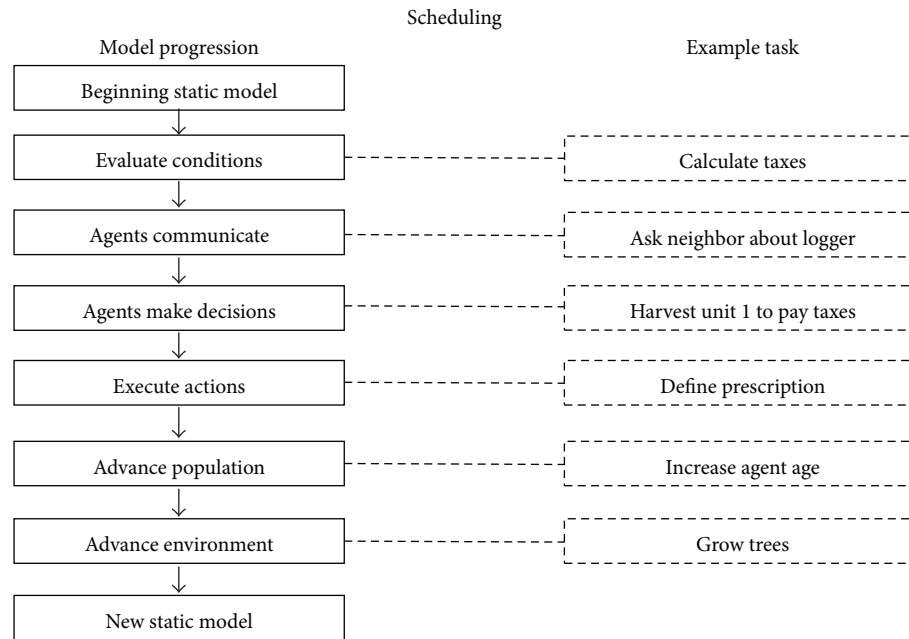 Scheduling
Model progression
Example task
Beginning static model
Evaluate conditions
Calculate taxes
Agents communicate
Ask neighbor about logger
Agents make decisions
Harvest unit 1 to pay taxes
Execute actions
Define prescription
Advance population
Increase agent age
Advance environment
Grow trees
New static model